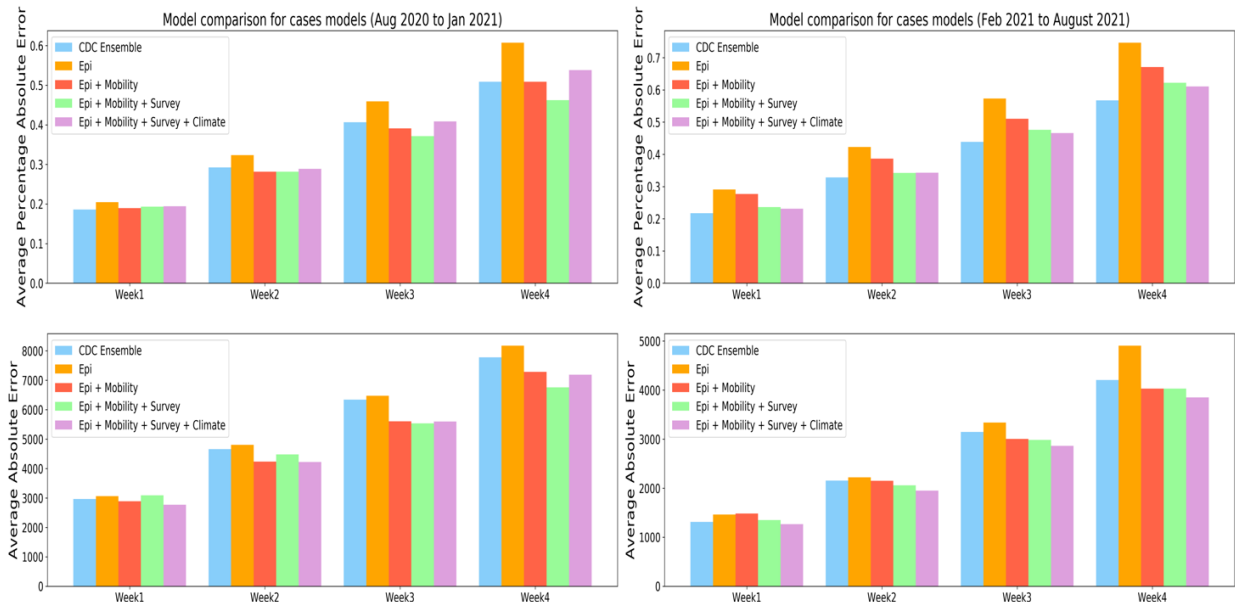 Model comparison for cases models (Aug 2020 to Jan 2021)
Average Percentage Absolute Error
0.6
0.5
0.4
0.3
0.2
0.1
0.0
CDC Ensemble
Epi
Epi + Mobility
Epi + Mobility + Survey
Epi + Mobility + Survey + Climate
Week1 Week2 Week3 Week4
Model comparison for cases models (Feb 2021 to August 2021)
Average Percentage Absolute Error
0.7
0.6
0.5
0.4
0.3
0.2
0.1
0.0
CDC Ensemble
Epi
Epi + Mobility
Epi + Mobility + Survey
Epi + Mobility + Survey + Climate
Week1 Week2 Week3 Week4
Average Absolute Error
8000
7000
6000
5000
4000
3000
2000
1000
0
CDC Ensemble
Epi
Epi + Mobility
Epi + Mobility + Survey
Epi + Mobility + Survey + Climate
Week1 Week2 Week3 Week4
Average Absolute Error
5000
4000
3000
2000
1000
0
CDC Ensemble
Epi
Epi + Mobility
Epi + Mobility + Survey
Epi + Mobility + Survey + Climate
Week1 Week2 Week3 Week4